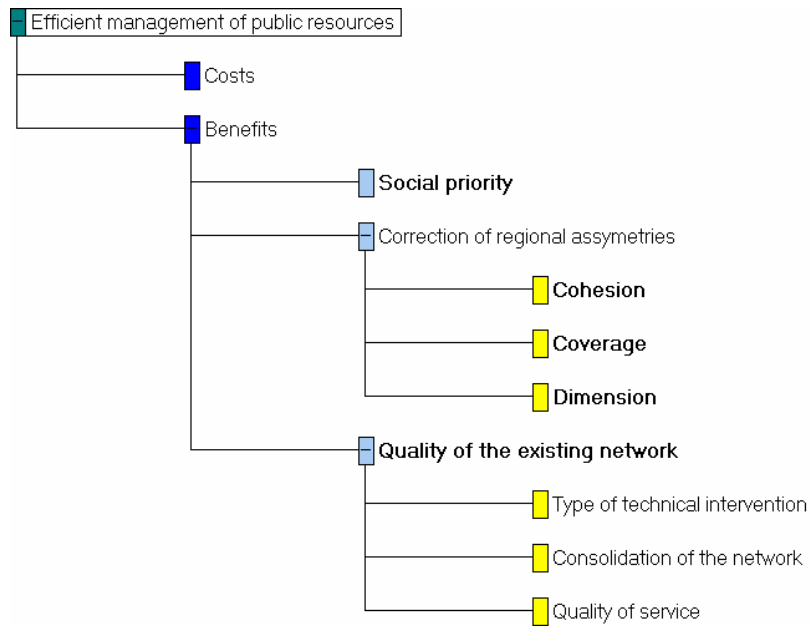 Efficient management of public resources
Costs
Benefits
Social priority
Correction of regional assymetries
Cohesion
Coverage
Dimension
Quality of the existing network
Type of technical intervention
Consolidation of the network
Quality of service